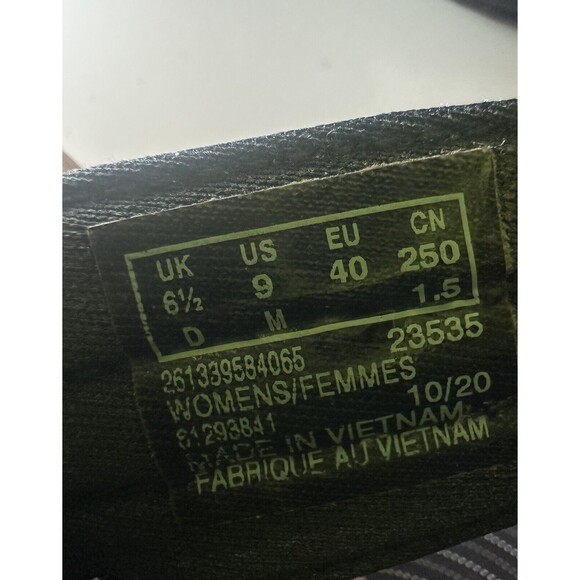 UK US EU CN
6½ 9 40 250
D M 1.5
261339584065 23535
WOMENS/FEMMES
61293841 10/20
MADE IN VIETNAM
FABRIQUE AU VIETNAM